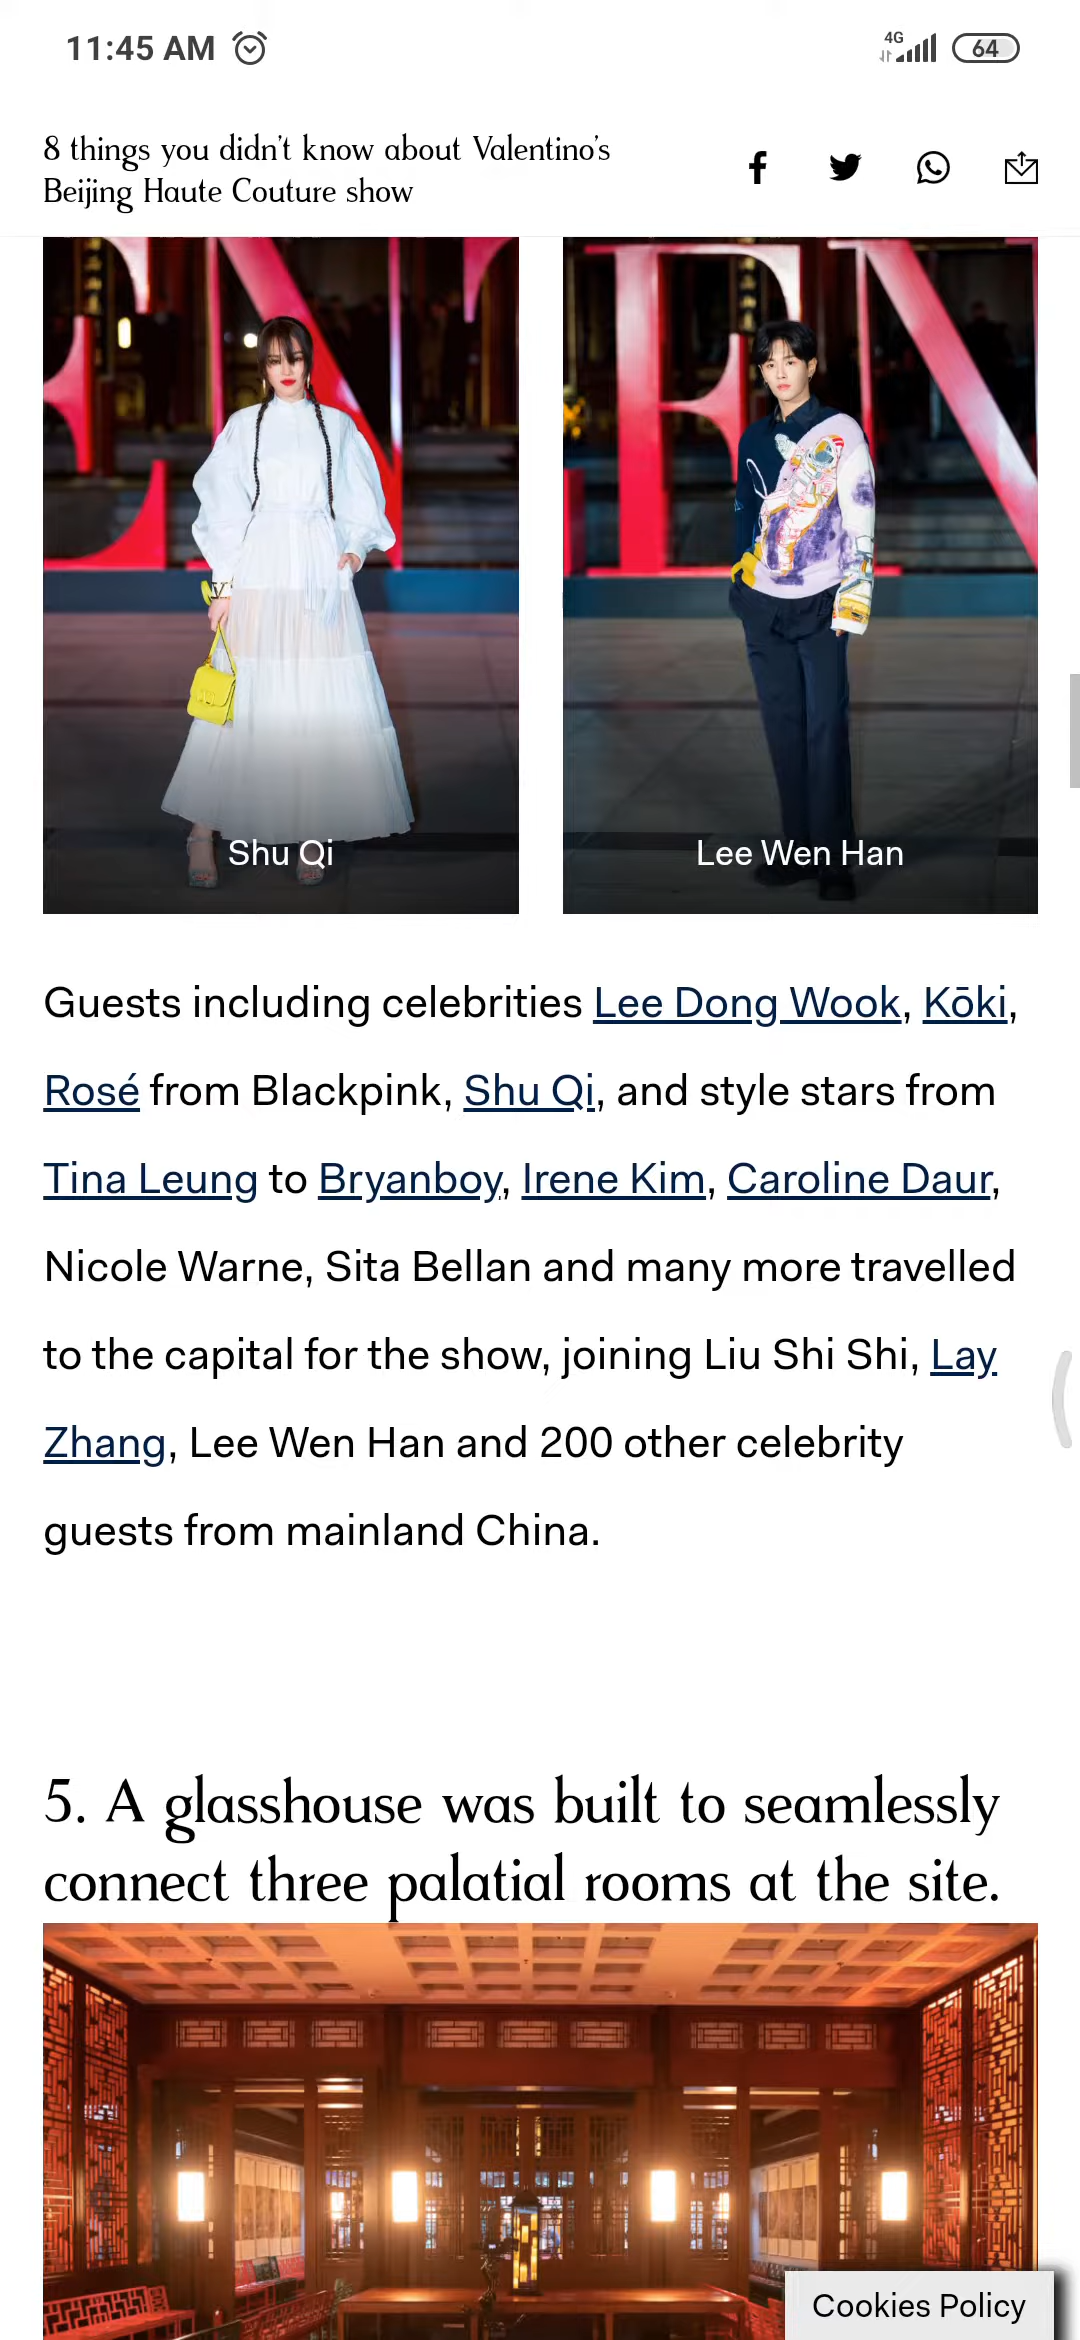 11:45 AM
4G
64
8 things you didn't know about Valentino's
Beijing Haute Couture show
Shu Qi
Lee Wen Han
Guests including celebrities Lee Dong Wook, Kōki,
Rosé from Blackpink, Shu Qi, and style stars from
Tina Leung to Bryanboy, Irene Kim, Caroline Daur,
Nicole Warne, Sita Bellan and many more travelled
to the capital for the show, joining Liu Shi Shi, Lay
Zhang, Lee Wen Han and 200 other celebrity
guests from mainland China.
5. A glasshouse was built to seamlessly
connect three palatial rooms at the site.
Cookies Policy